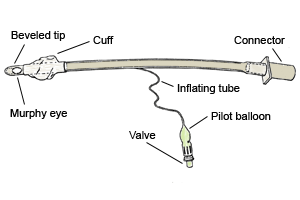 Beveled tip
Cuff
Connector
Murphy eye
Inflating tube
Pilot balloon
Valve